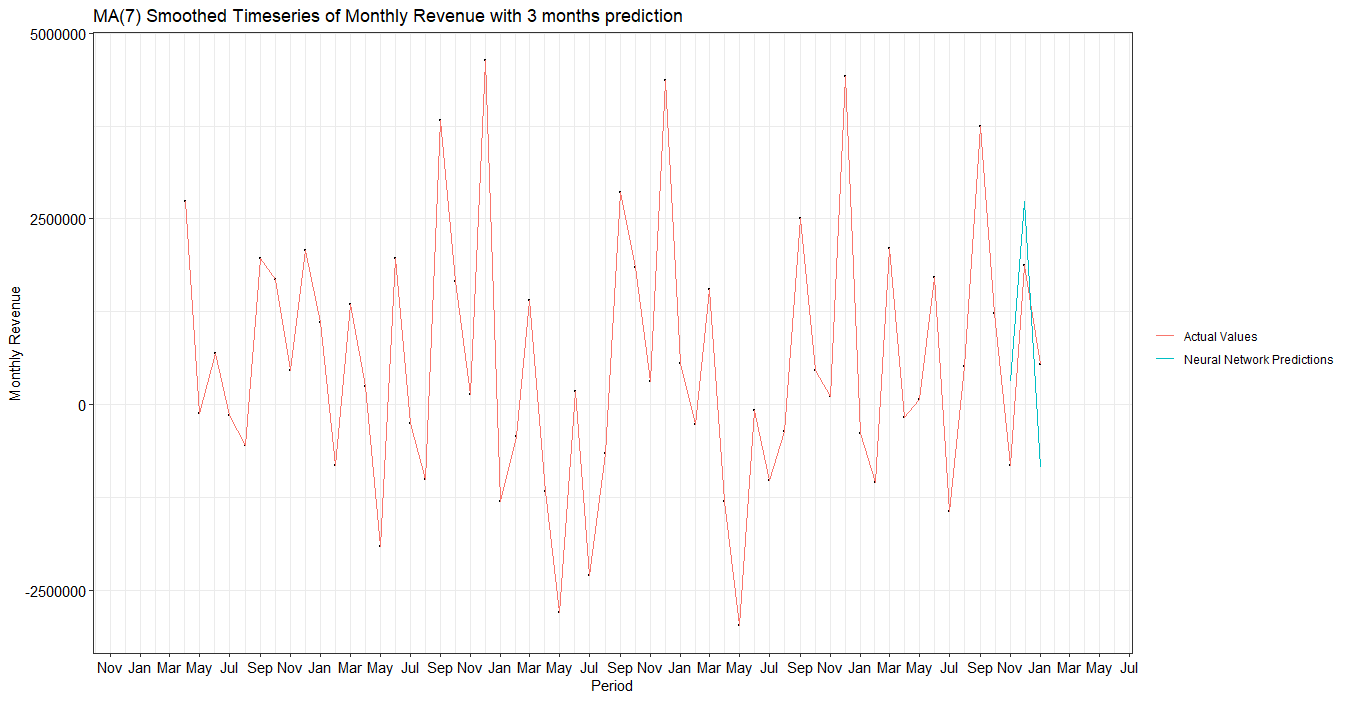 MA(7) Smoothed Timeseries of Monthly Revenue with 3 months prediction
5000000
2500000
0
-2500000
Monthly Revenue
Nov Jan Mar May Jul Sep Nov Jan Mar May Jul Sep Nov Jan Mar May Jul Sep Nov Jan Mar May Jul Sep Nov Jan Mar May Jul Sep Jan Mar May Jul
Period
Actual Values
Neural Network Predictions